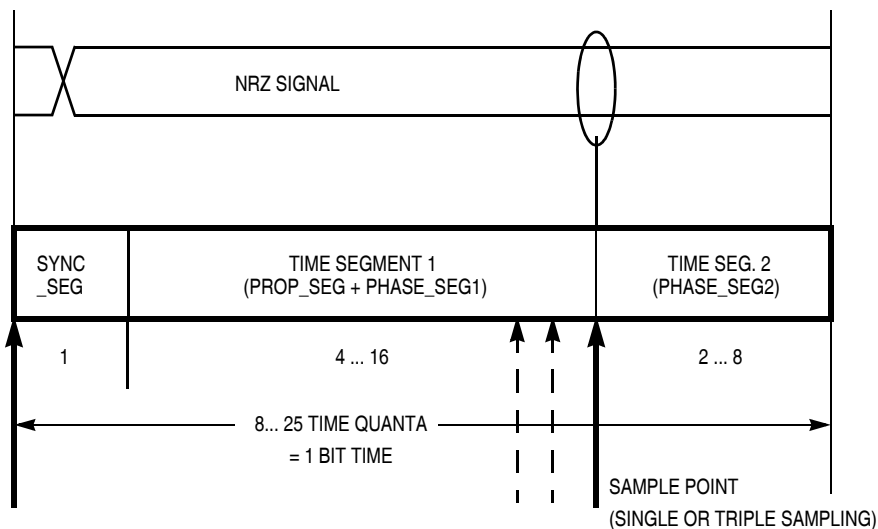 NRZ SIGNAL
SYNC
_SEG
TIME SEGMENT 1
(PROP_SEG + PHASE_SEG1)
TIME SEG. 2
(PHASE_SEG2)
1
4 ... 16
2 ... 8
8... 25 TIME QUANTA
= 1 BIT TIME
SAMPLE POINT
(SINGLE OR TRIPLE SAMPLING)